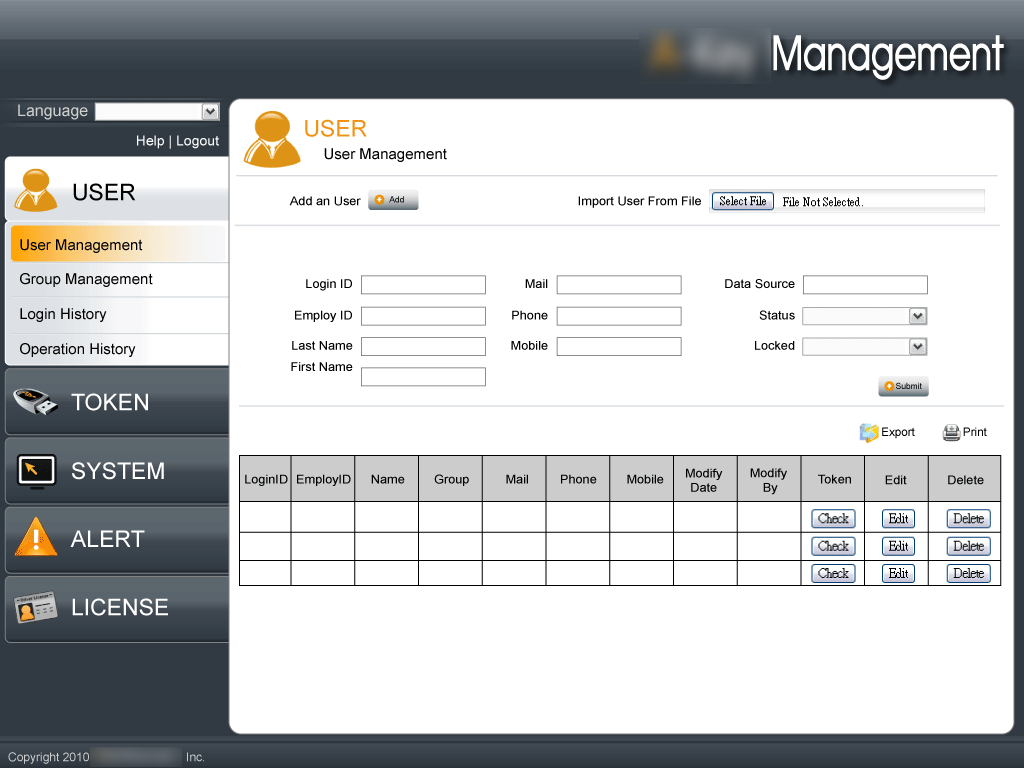 Management
Language
Help | Logout
USER
User Management
Group Management
Login History
Operation History
TOKEN
SYSTEM
ALERT
LICENSE
USER
User Management
Add an User Add Import User From File Select File File Not Selected.
Login ID Mail Data Source
Employ ID Phone Status
Last Name Mobile Locked
First Name
Submit
Export Print
LoginID EmployID Name Group Mail Phone Mobile Modify Date Modify By Token Edit Delete
Check Edit Delete
Check Edit Delete
Check Edit Delete
Copyright 2010 Inc.